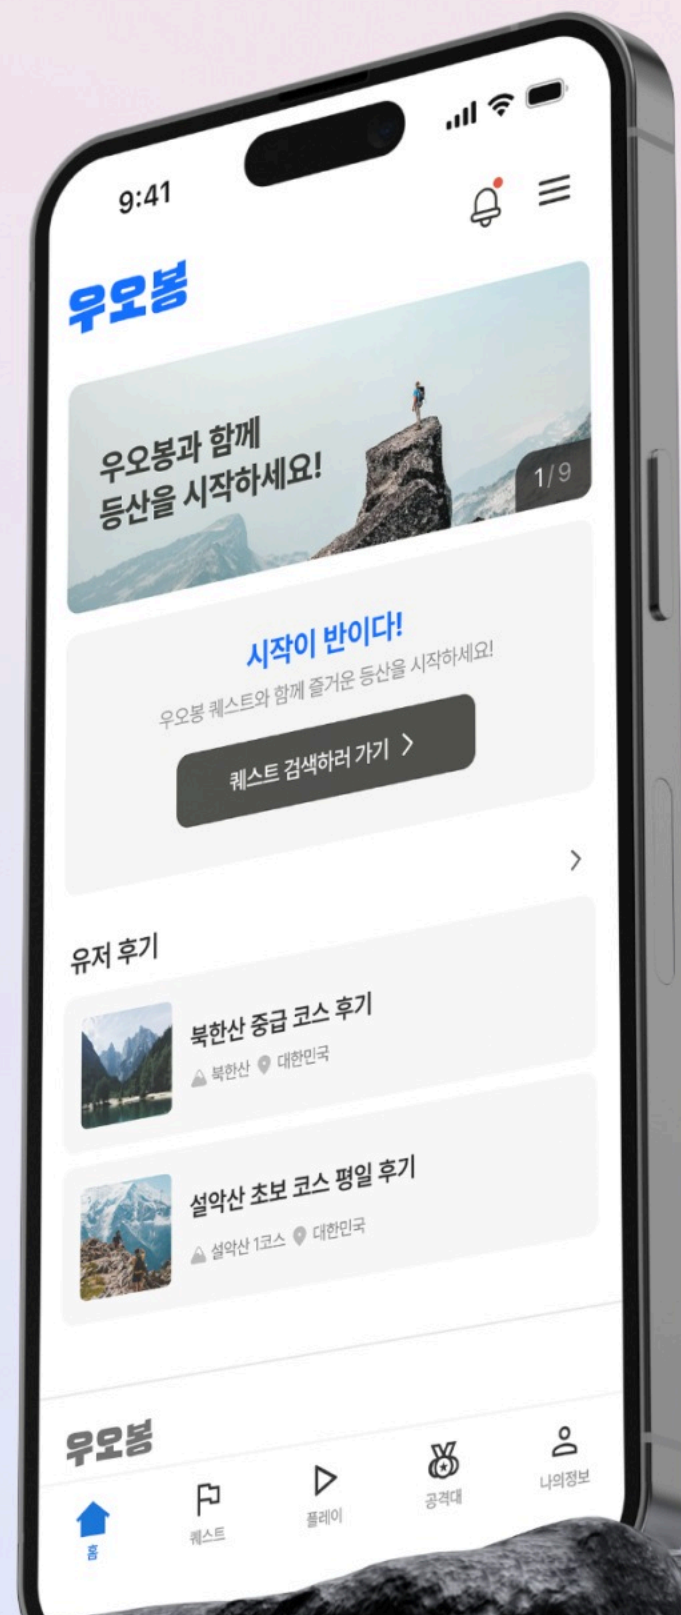 9:41
우오봉
우오봉과 함께
등산을 시작하세요!
1/9
시작이 반이다!
우오봉 퀘스트와 함께 즐거운 등산을 시작하세요!
퀘스트 검색하러 가기
유저 후기
북한산 중급 코스 후기
북한산 대한민국
설악산 초보 코스 평일 후기
설악산 1코스 대한민국
우오봉
홈 퀘스트 플레이 공격대 나의정보